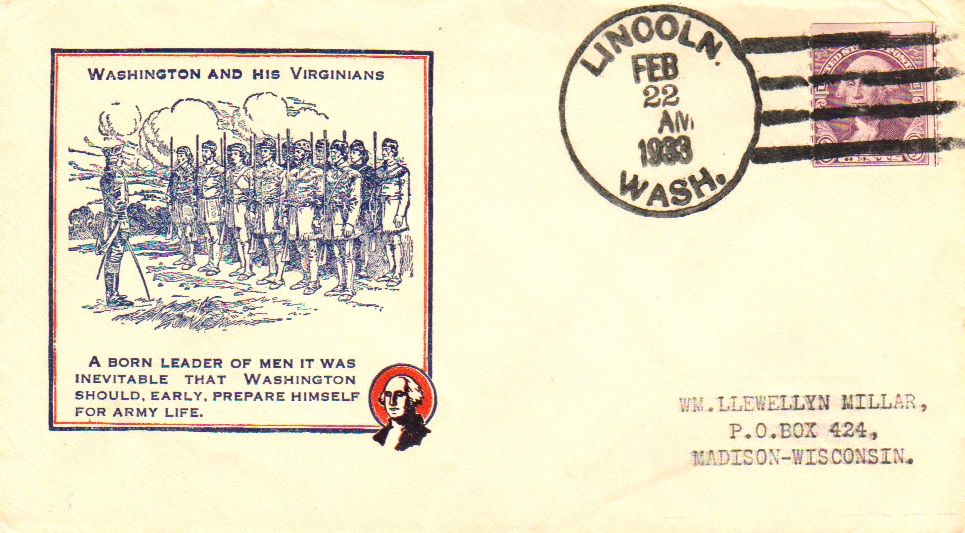 WASHINGTON AND HIS VIRGINIANS
A BORN LEADER OF MEN IT WAS
INEVITABLE THAT WASHINGTON
SHOULD, EARLY, PREPARE HIMSELF
FOR ARMY LIFE.
LINCOLN.
FEB
22
AM
1933
WASH.
WM.LLEWELLYN MILLAR,
P.O.BOX 424,
MADISON-WISCONSIN.